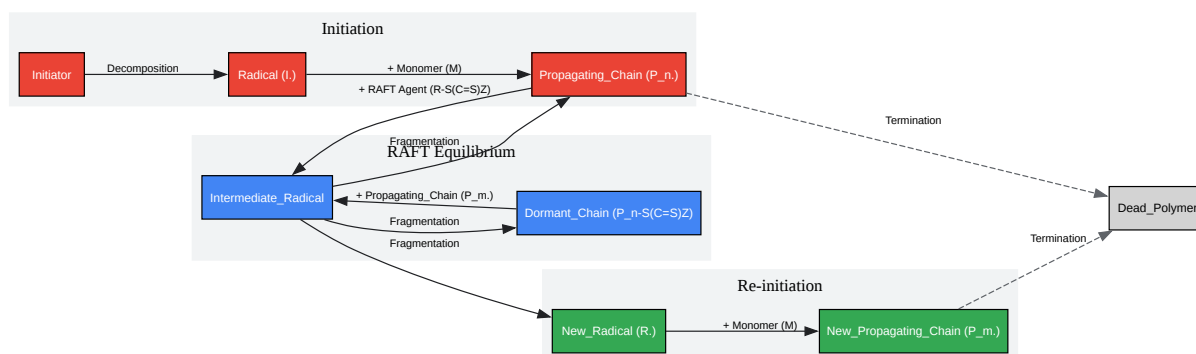 Initiation
Initiator
Decomposition
Radical (I.)
+ Monomer (M)
Propagating_Chain (P_n.)
+ RAFT Agent (R-S(C=S)Z)
Termination
Fragmentation
RAFT Equilibrium
Intermediate_Radical
+ Propagating_Chain (P_m.)
Dormant_Chain (P_n-S(C=S)Z)
Fragmentation
Fragmentation
Dead_Polymer
Termination
Re-initiation
New_Radical (R.)
+ Monomer (M)
New_Propagating_Chain (P_m.)